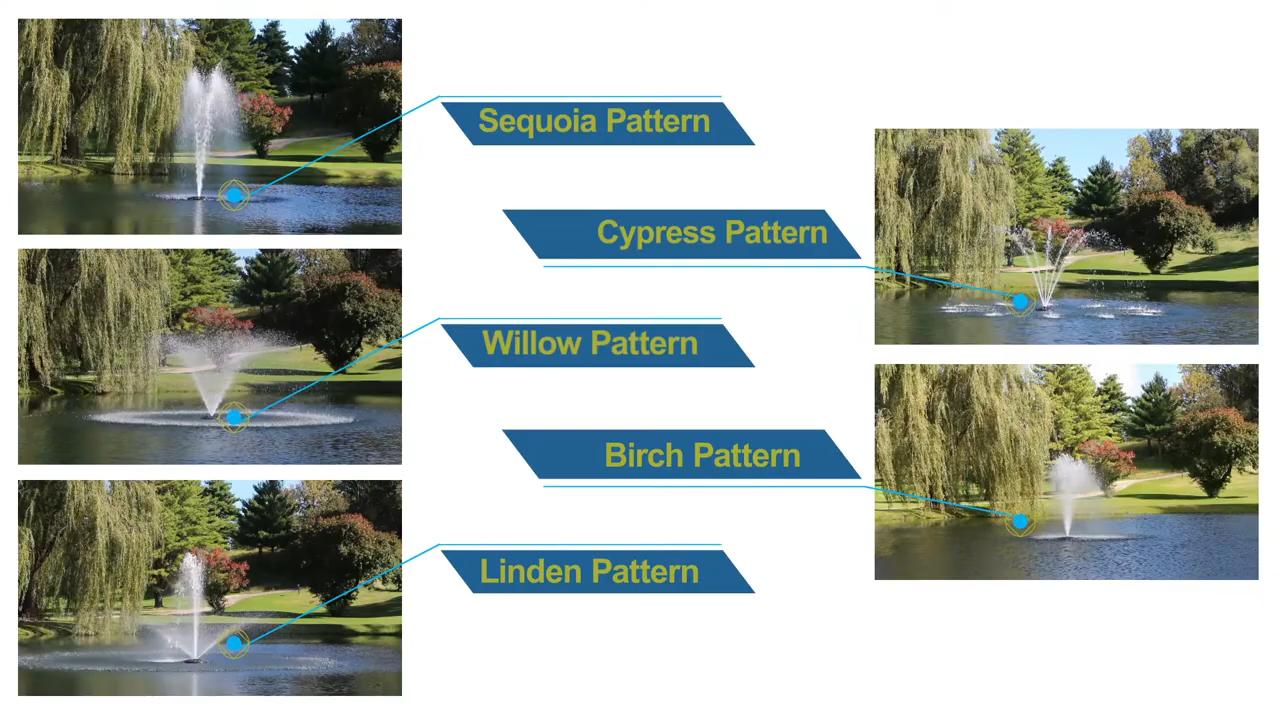 Sequoia Pattern
Cypress Pattern
Willow Pattern
Birch Pattern
Linden Pattern